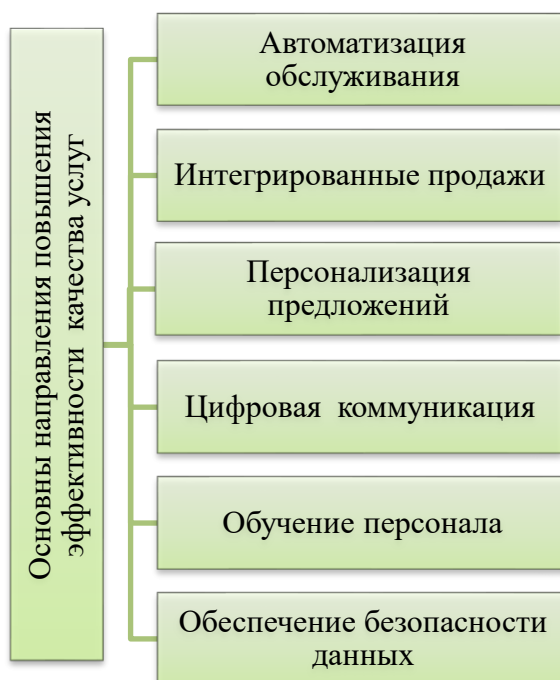 Основны направления повышения
эффективности качества услуг
Автоматизация
обслуживания
Интегрированные продажи
Персонализация
предложений
Цифровая коммуникация
Обучение персонала
Обеспечение безопасности
данных